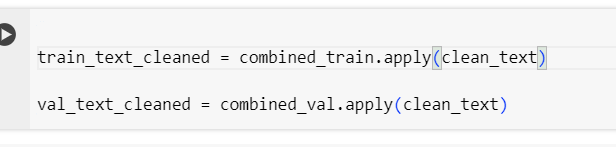 train_text_cleaned = combined_train.apply(clean_text)
val_text_cleaned = combined_val.apply(clean_text)